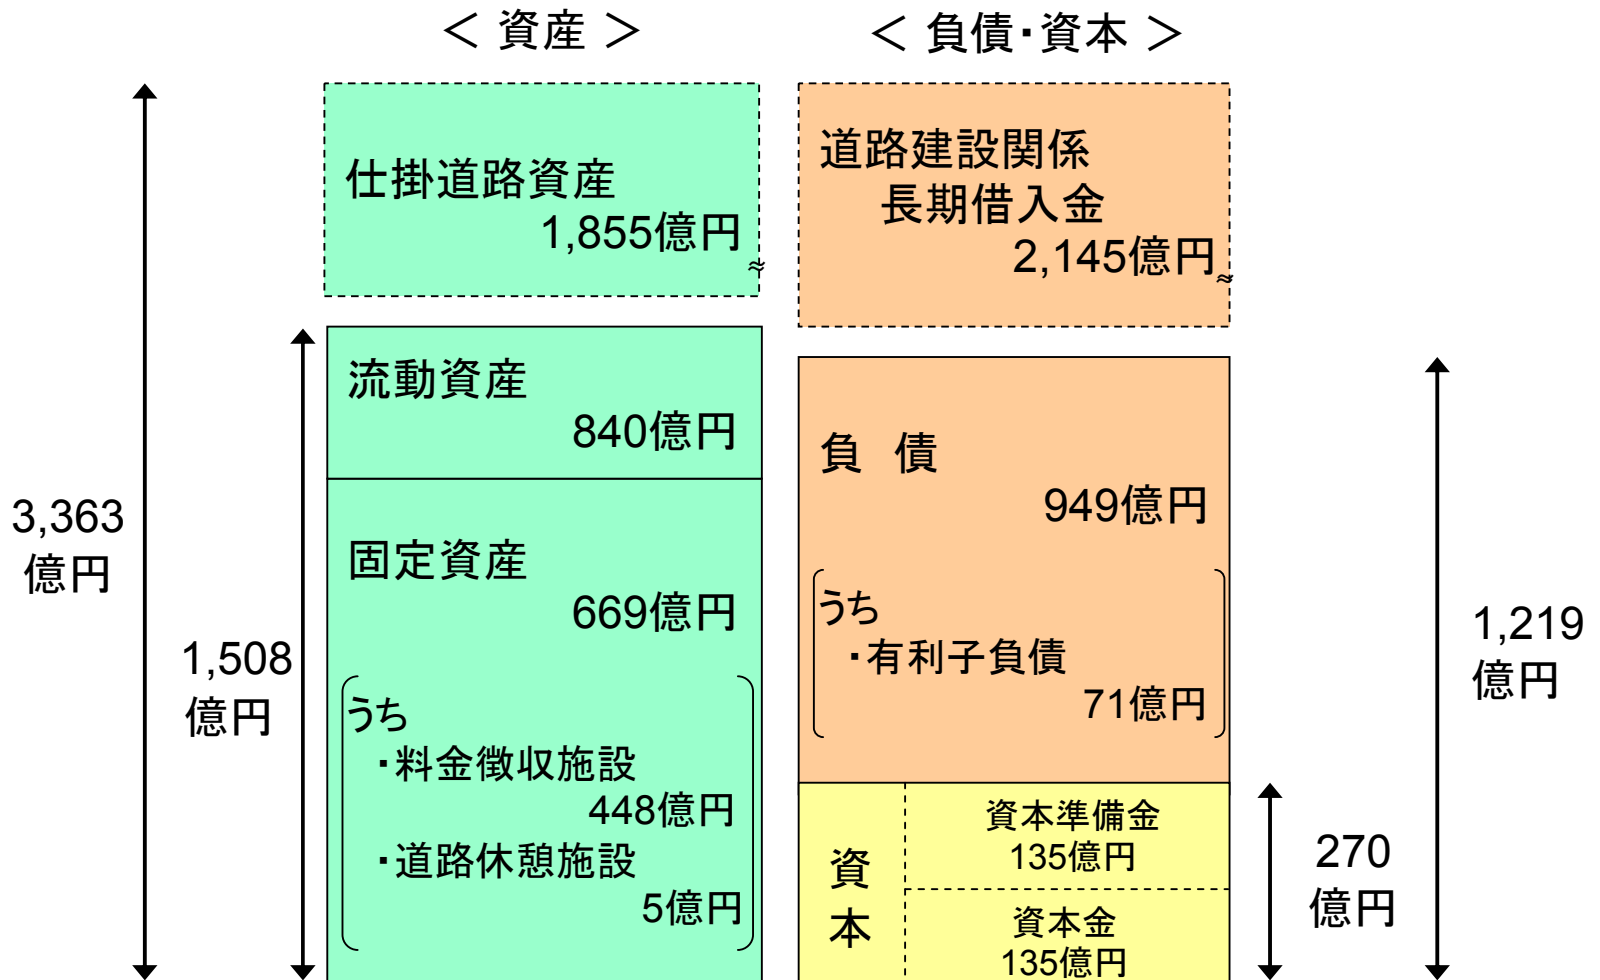 ＜ 資産 ＞
＜ 負債・資本 ＞
3,363
億円
1,508
億円
仕掛道路資産
1,855億円
≈
流動資産
840億円
固定資産
669億円
うち
・料金徴収施設
448億円
・道路休憩施設
5億円
道路建設関係
長期借入金
2,145億円
≈
負 債
949億円
うち
・有利子負債
71億円
資
本
資本準備金
135億円
資本金
135億円
270
億円
1,219
億円